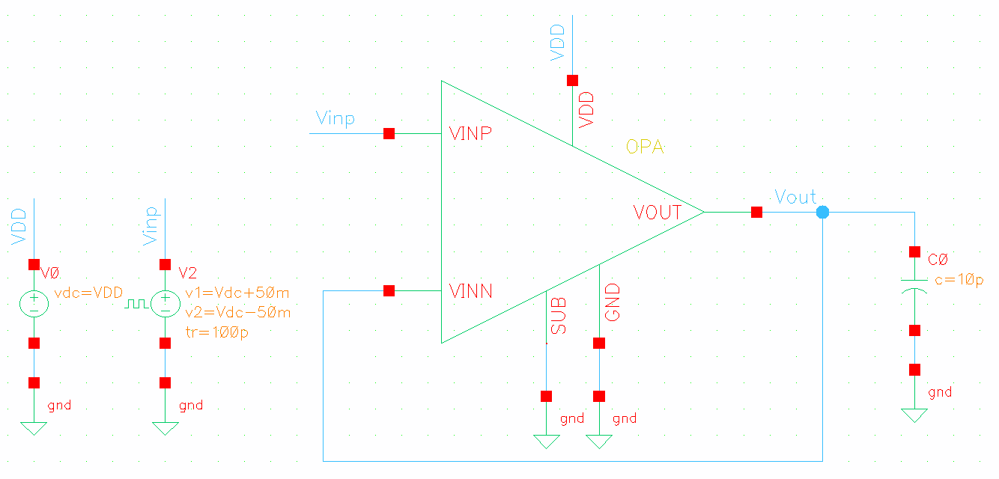 VDD
VDD
Vinp
VINP
OPA
Vout
VOUT
VDD
Vinp
V0
vdc=VDD
V2
v1=Vdc+50m
v2=Vdc-50m
tr=100p
VINN
SUB
GND
C0
c=10p
gnd
gnd
gnd
gnd
gnd